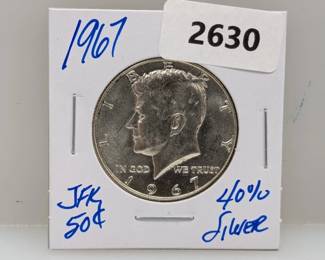 1967
2630
LIBERTY
IN GOD WE TRUST
1967
JFK
50¢
40%
Silver